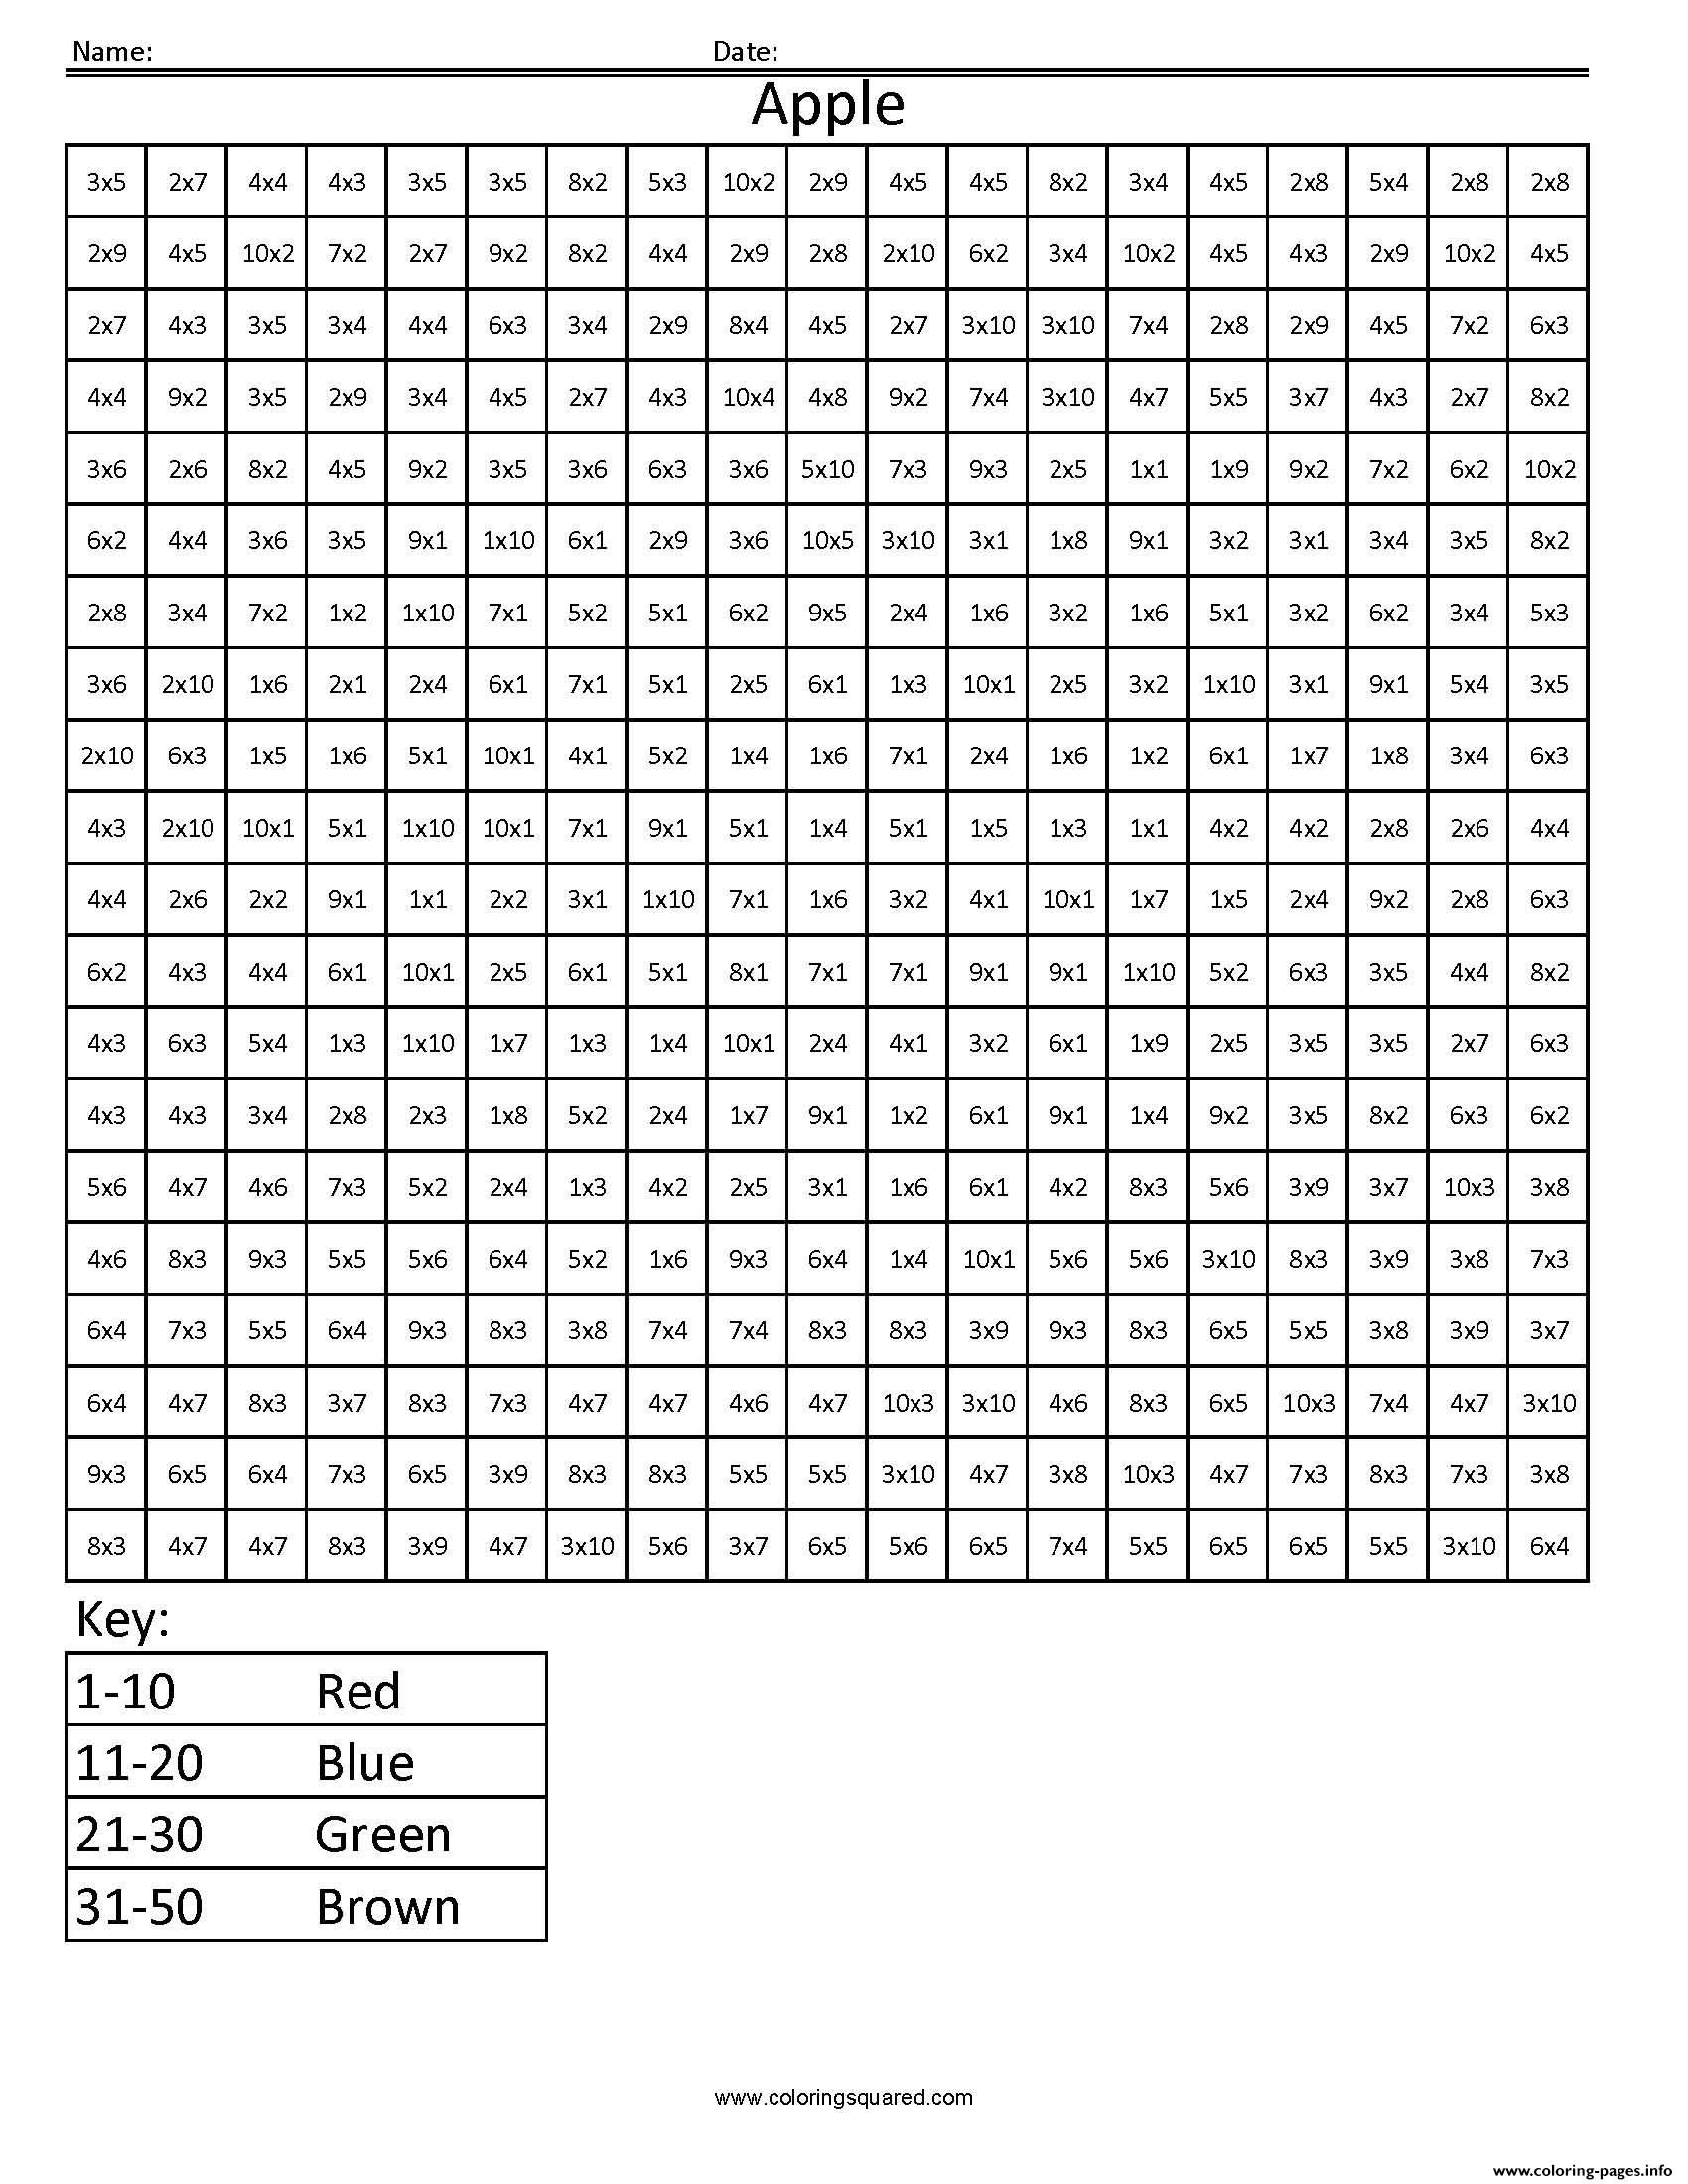 Name: Date:
Apple
3x5 2x7 4x4 4x3 3x5 3x5 8x2 5x3 10x2 2x9 4x5 4x5 8x2 3x4 4x5 2x8 5x4 2x8 2x8
2x9 4x5 10x2 7x2 2x7 9x2 8x2 4x4 2x9 2x8 2x10 6x2 3x4 10x2 4x5 4x3 2x9 10x2 4x5
2x7 4x3 3x5 3x4 4x4 6x3 3x4 2x9 8x4 4x5 2x7 3x10 3x10 7x4 2x8 2x9 4x5 7x2 6x3
4x4 9x2 3x5 2x9 3x4 4x5 2x7 4x3 10x4 4x8 9x2 7x4 3x10 4x7 5x5 3x7 4x3 2x7 8x2
3x6 2x6 8x2 4x5 9x2 3x5 3x6 6x3 3x6 5x10 7x3 9x3 2x5 1x1 1x9 9x2 7x2 6x2 10x2
6x2 4x4 3x6 3x5 9x1 1x10 6x1 2x9 3x6 10x5 3x10 3x1 1x8 9x1 3x2 3x1 3x4 3x5 8x2
2x8 3x4 7x2 1x2 1x10 7x1 5x2 5x1 6x2 9x5 2x4 1x6 3x2 1x6 5x1 3x2 6x2 3x4 5x3
3x6 2x10 1x6 2x1 2x4 6x1 7x1 5x1 2x5 6x1 1x3 10x1 2x5 3x2 1x10 3x1 9x1 5x4 3x5
2x10 6x3 1x5 1x6 5x1 10x1 4x1 5x2 1x4 1x6 7x1 2x4 1x6 1x2 6x1 1x7 1x8 3x4 6x3
4x3 2x10 10x1 5x1 1x10 10x1 7x1 9x1 5x1 1x4 5x1 1x5 1x3 1x1 4x2 4x2 2x8 2x6 4x4
4x4 2x6 2x2 9x1 1x1 2x2 3x1 1x10 7x1 1x6 3x2 4x1 10x1 1x7 1x5 2x4 9x2 2x8 6x3
6x2 4x3 4x4 6x1 10x1 2x5 6x1 5x1 8x1 7x1 7x1 9x1 9x1 1x10 5x2 6x3 3x5 4x4 8x2
4x3 6x3 5x4 1x3 1x10 1x7 1x3 1x4 10x1 2x4 4x1 3x2 6x1 1x9 2x5 3x5 3x5 2x7 6x3
4x3 4x3 3x4 2x8 2x3 1x8 5x2 2x4 1x7 9x1 1x2 6x1 9x1 1x4 9x2 3x5 8x2 6x3 6x2
5x6 4x7 4x6 7x3 5x2 2x4 1x3 4x2 2x5 3x1 1x6 6x1 4x2 8x3 5x6 3x9 3x7 10x3 3x8
4x6 8x3 9x3 5x5 5x6 6x4 5x2 1x6 9x3 6x4 1x4 10x1 5x6 5x6 3x10 8x3 3x9 3x8 7x3
6x4 7x3 5x5 6x4 9x3 8x3 3x8 7x4 7x4 8x3 8x3 3x9 9x3 8x3 6x5 5x5 3x8 3x9 3x7
6x4 4x7 8x3 3x7 8x3 7x3 4x7 4x7 4x6 4x7 10x3 3x10 4x6 8x3 6x5 10x3 7x4 4x7 3x10
9x3 6x5 6x4 7x3 6x5 3x9 8x3 8x3 5x5 5x5 3x10 4x7 3x8 10x3 4x7 7x3 8x3 7x3 3x8
8x3 4x7 4x7 8x3 3x9 4x7 3x10 5x6 3x7 6x5 5x6 6x5 7x4 5x5 6x5 6x5 5x5 3x10 6x4
Key:
1-10 Red
11-20 Blue
21-30 Green
31-50 Brown
www.coloringsquared.com
www.coloring-pages.info